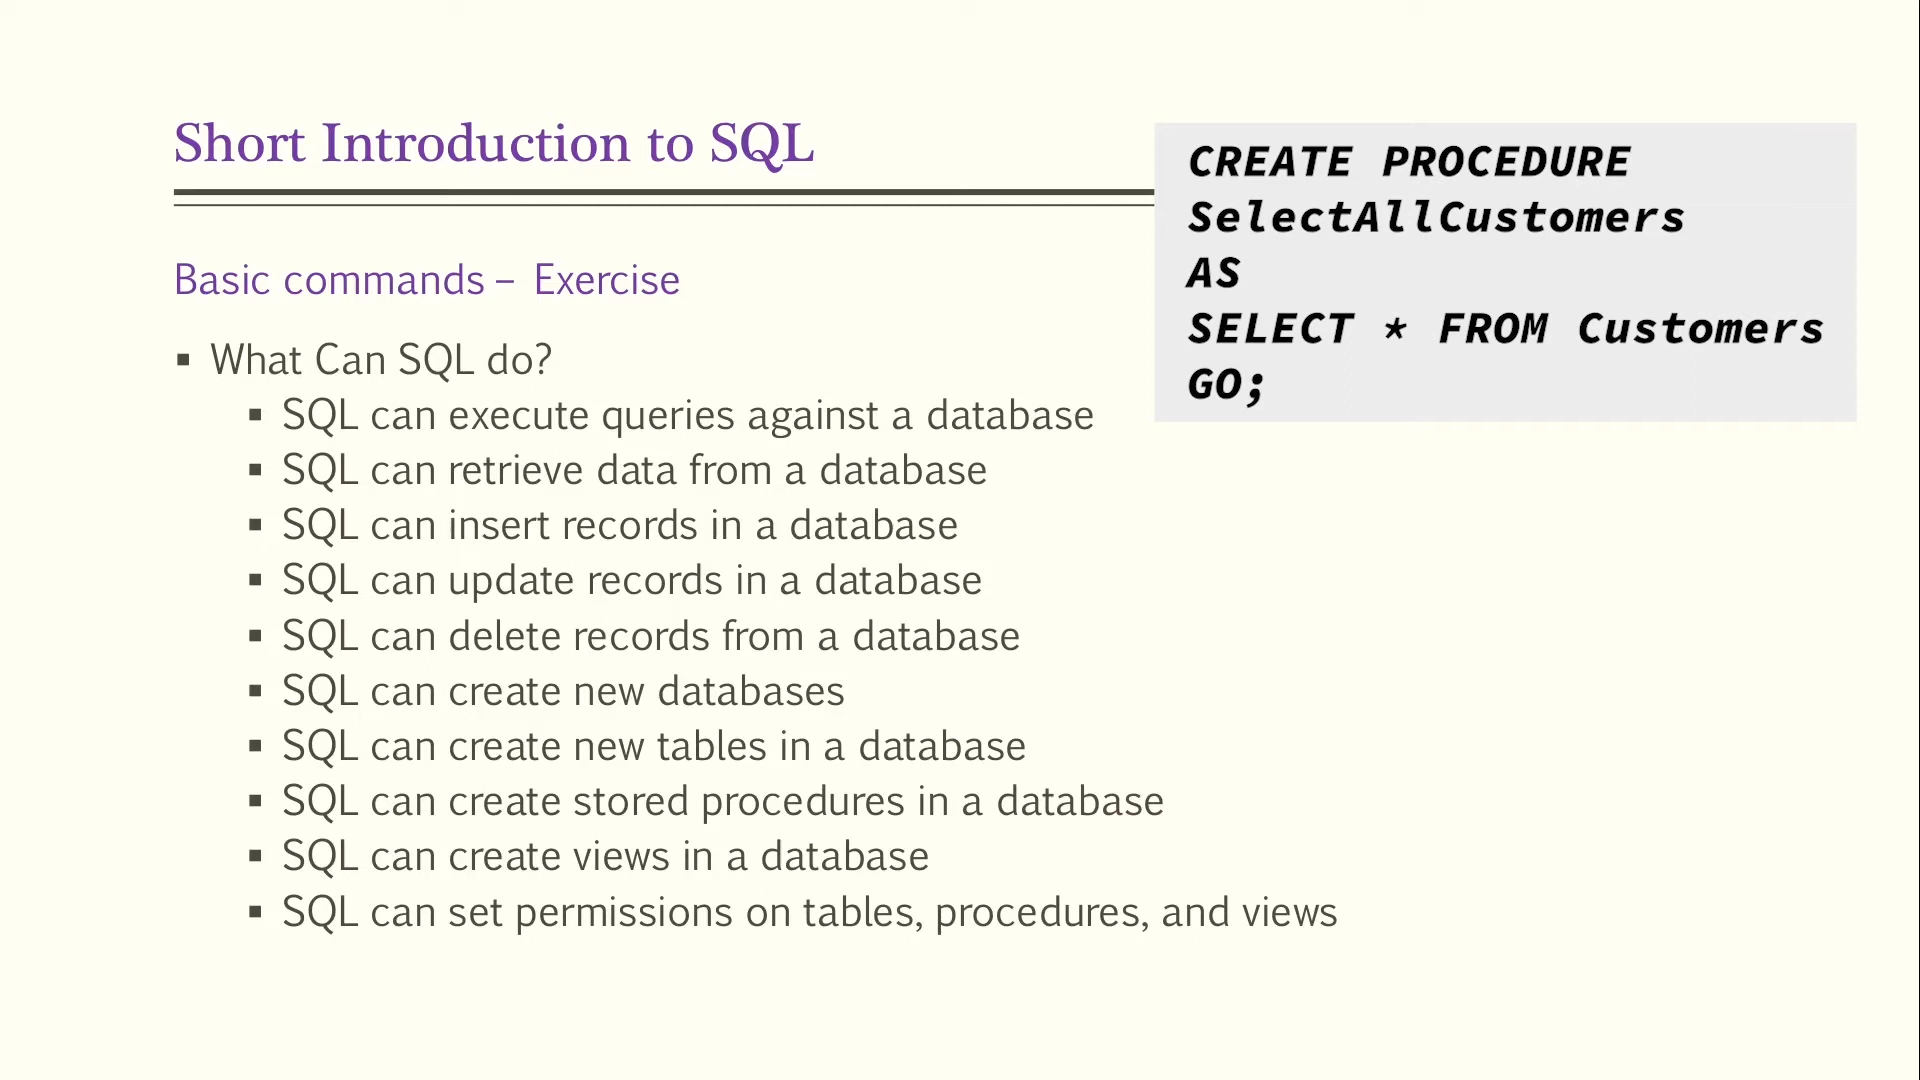 Short Introduction to SQL
Basic commands – Exercise
▪ What Can SQL do?
▪ SQL can execute queries against a database
▪ SQL can retrieve data from a database
▪ SQL can insert records in a database
▪ SQL can update records in a database
▪ SQL can delete records from a database
▪ SQL can create new databases
▪ SQL can create new tables in a database
▪ SQL can create stored procedures in a database
▪ SQL can create views in a database
▪ SQL can set permissions on tables, procedures, and views
CREATE PROCEDURE
SelectAllCustomers
AS
SELECT * FROM Customers
GO;